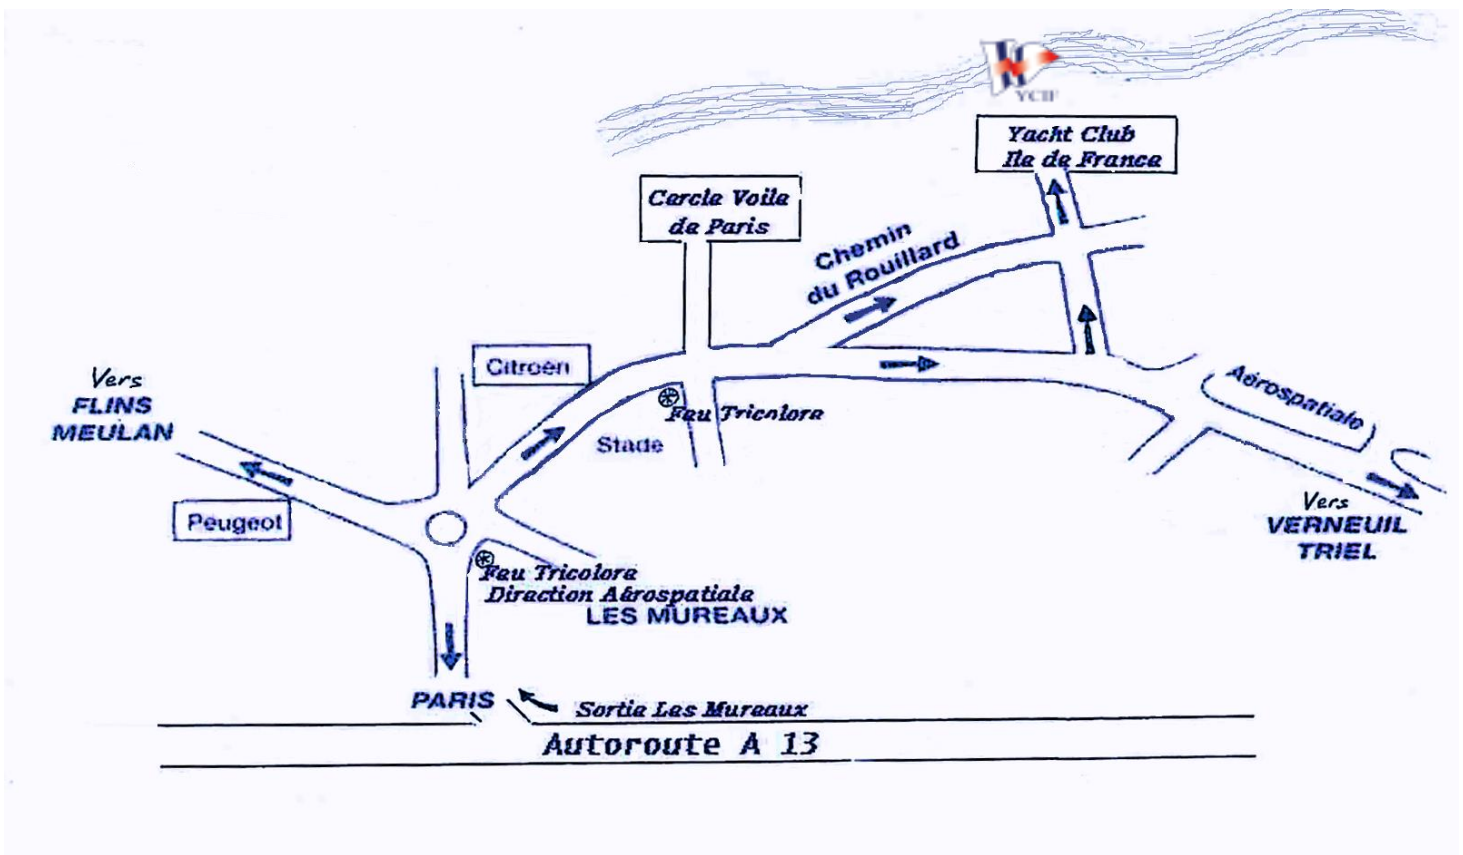 YCIF
Yacht Club
Ile de France
Cercle Voile
de Paris
Chemin
du Rouillard
Citroën
Vers
FLINS
MEULAN
Aérospatiale
Feu Tricolore
Stade
Peugeot
Vers
VERNEUIL
TRIEL
Feu Tricolore
Direction Aérospatiale
LES MUREAUX
PARIS
Sortie Les Mureaux
Autoroute A 13